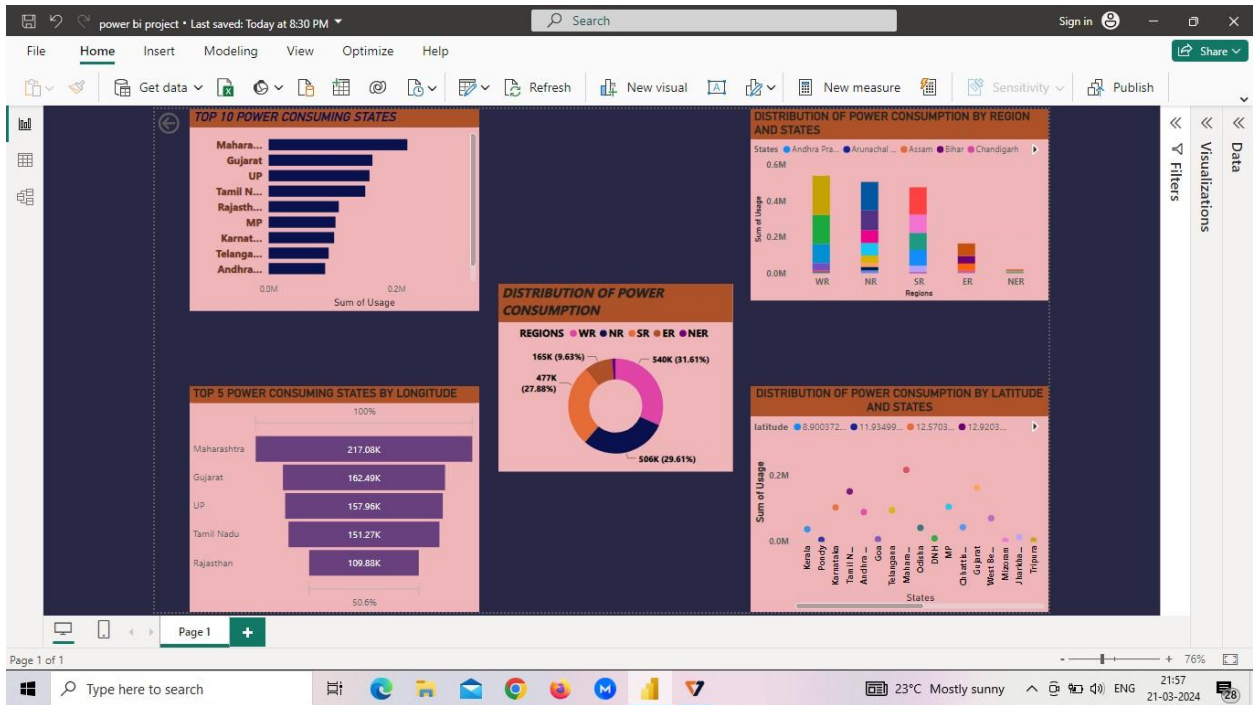 power bi project • Last saved: Today at 8:30 PM
Search
Sign in
File Home Insert Modeling View Optimize Help
Share
Get data
Refresh
New visual
New measure
Sensitivity
Publish
TOP 10 POWER CONSUMING STATES
Mahara...
Gujarat
UP
Tamil N...
Rajasth...
MP
Karnat...
Telanga...
Andhra...
0.0M 0.2M
Sum of Usage
DISTRIBUTION OF POWER CONSUMPTION BY REGION
AND STATES
States Andhra Pra... Arunachal ... Assam Bihar Chandigarh
0.6M
0.4M
0.2M
0.0M
Sum of Usage
WR NR SR ER NER
Regions
DISTRIBUTION OF POWER
CONSUMPTION
REGIONS WR NR SR ER NER
165K (9.63%)
540K (31.61%)
477K
(27.88%)
506K (29.61%)
TOP 5 POWER CONSUMING STATES BY LONGITUDE
100%
Maharashtra 217.08K
Gujarat 162.49K
UP 157.96K
Tamil Nadu 151.27K
Rajasthan 109.88K
50.6%
DISTRIBUTION OF POWER CONSUMPTION BY LATITUDE
AND STATES
latitude 8.900372... 11.93499... 12.5703... 12.9203...
0.2M
0.0M
Sum of Usage
Kerala
Pondy
Karnataka
Tamil N...
Andhra ...
Goa
Telangana
Mahara...
Odisha
DNH
MP
Chhattis...
Gujarat
West Be...
Mizoram
Jharkha...
Tripura
States
Filters
Visualizations
Data
Page 1
Page 1 of 1
- + 76%
Type here to search
23°C Mostly sunny
ENG
21:57
21-03-2024
28